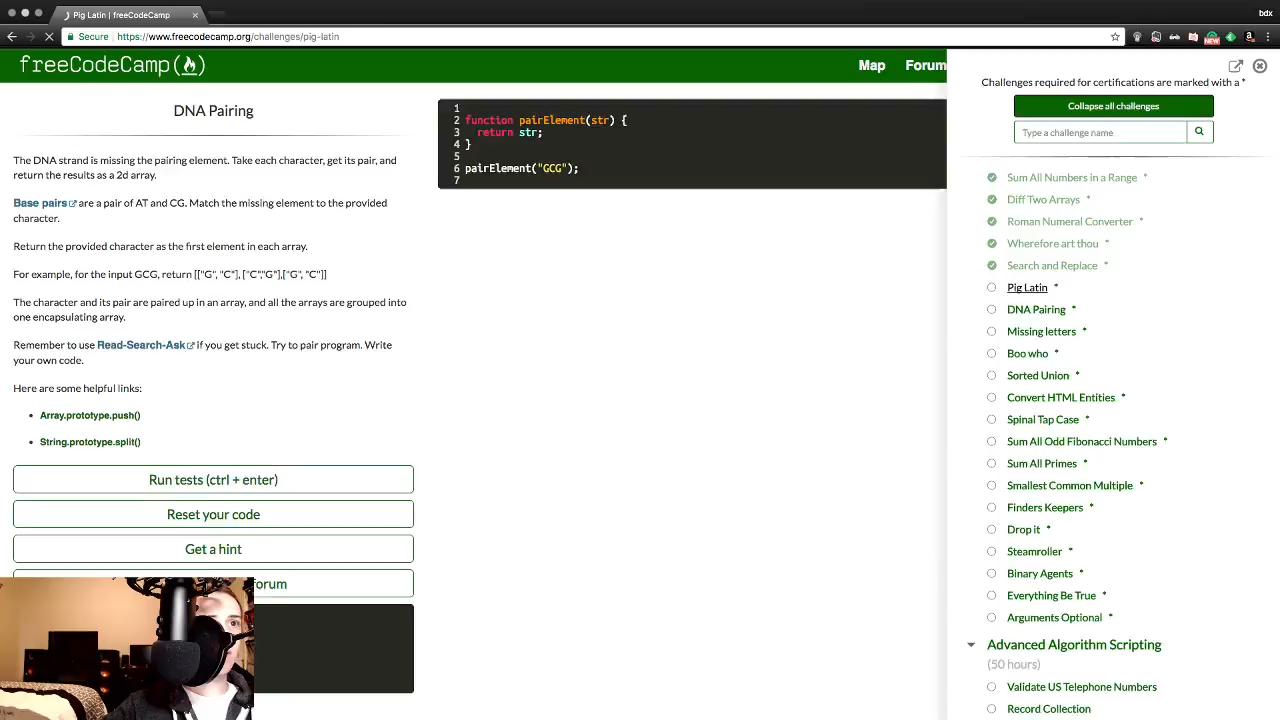 Pig Latin | freeCodeCamp
bdx
Secure
https://www.freecodecamp.org/challenges/pig-latin
NEW
freeCodeCamp
Map
Forum
DNA Pairing
The DNA strand is missing the pairing element. Take each character, get its pair, and
return the results as a 2d array.
Base pairs are a pair of AT and CG. Match the missing element to the provided
character.
Return the provided character as the first element in each array.
For example, for the input GCG, return [["G", "C"], ["C","G"],["G", "C"]]
The character and its pair are paired up in an array, and all the arrays are grouped into
one encapsulating array.
Remember to use Read-Search-Ask if you get stuck. Try to pair program. Write
your own code.
Here are some helpful links:
• Array.prototype.push()
• String.prototype.split()
Run tests (ctrl + enter)
Reset your code
Get a hint
orum
1
2 function pairElement(str) {
3 return str;
4 }
5
6 pairElement("GCG");
7
Challenges required for certifications are marked with a *
Collapse all challenges
Type a challenge name
Sum All Numbers in a Range *
Diff Two Arrays *
Roman Numeral Converter *
Wherefore art thou *
Search and Replace *
Pig Latin *
DNA Pairing *
Missing letters *
Boo who *
Sorted Union *
Convert HTML Entities *
Spinal Tap Case *
Sum All Odd Fibonacci Numbers *
Sum All Primes *
Smallest Common Multiple *
Finders Keepers *
Drop it *
Steamroller *
Binary Agents *
Everything Be True *
Arguments Optional *
Advanced Algorithm Scripting
(50 hours)
Validate US Telephone Numbers
Record Collection